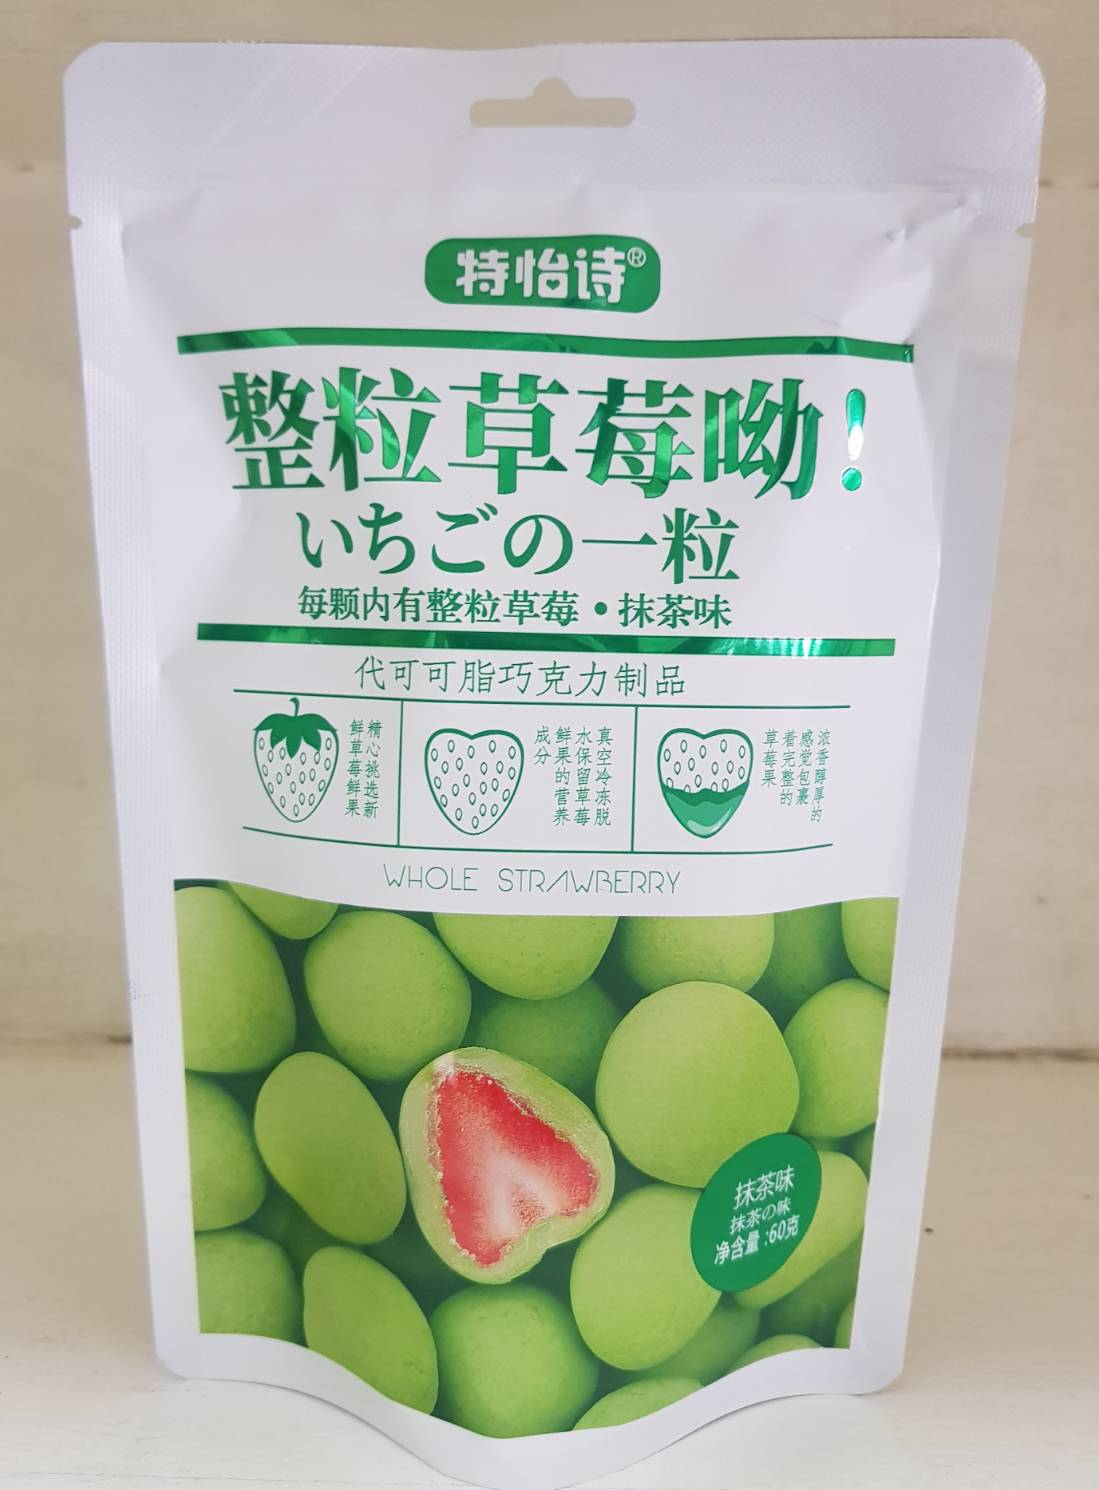 特怡诗®
整粒草莓呦!
いちごの一粒
每颗内有整粒草莓·抹茶味
代可可脂巧克力制品
精心挑选新
鲜草莓鲜果
真空冷冻脱
水保留草莓
鲜果的营养
成分
浓香醇厚的
感觉包裹
着完整的
草莓果
WHOLE STRAWBERRY
抹茶味
抹茶の味
净含量:60克